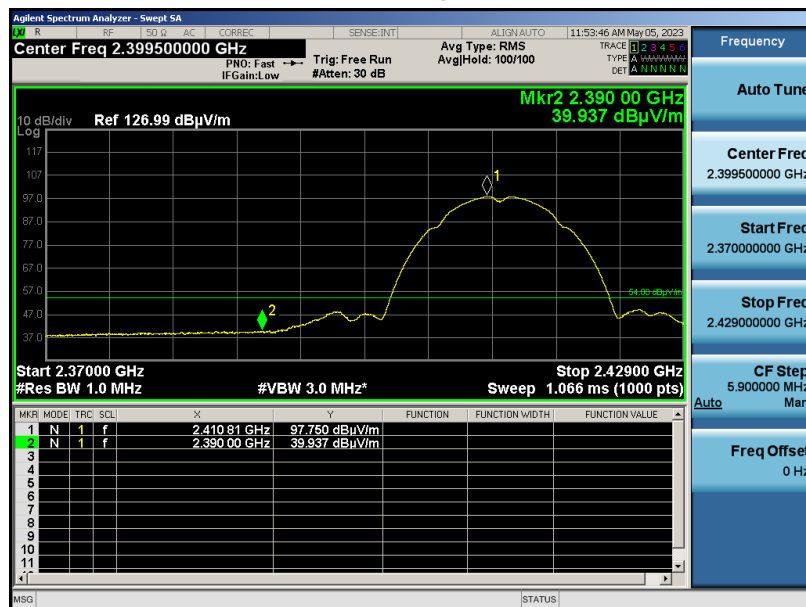 Agilent Spectrum Analyzer - Swept SA
LXI R RF 50 Ω AC CORREC SENSE:INT ALIGN AUTO 11:53:46 AM May 05, 2023
Center Freq 2.399500000 GHz
PNO: Fast
IFGain:Low
Trig: Free Run
#Atten: 30 dB
Avg Type: RMS
Avg|Hold: 100/100
TRACE 1 2 3 4 5 6
TYPE A WWWWW
DET A N N N N N
Mkr2 2.390 00 GHz
39.937 dBµV/m
10 dB/div Ref 126.99 dBµV/m
Log
117
107
97.0
87.0
77.0
67.0
57.0
47.0
37.0
1
2
54.00 dBµV/m
Start 2.37000 GHz Stop 2.42900 GHz
#Res BW 1.0 MHz #VBW 3.0 MHz* Sweep 1.066 ms (1000 pts)
MKR MODE TRC SCL X Y FUNCTION FUNCTION WIDTH FUNCTION VALUE
1 N 1 f 2.410 81 GHz 97.750 dBµV/m
2 N 1 f 2.390 00 GHz 39.937 dBµV/m
3
4
5
6
7
8
9
10
11
MSG STATUS
Frequency
Auto Tune
Center Freq
2.399500000 GHz
Start Freq
2.370000000 GHz
Stop Freq
2.429000000 GHz
CF Step
5.900000 MHz
Auto Man
Freq Offset
0 Hz